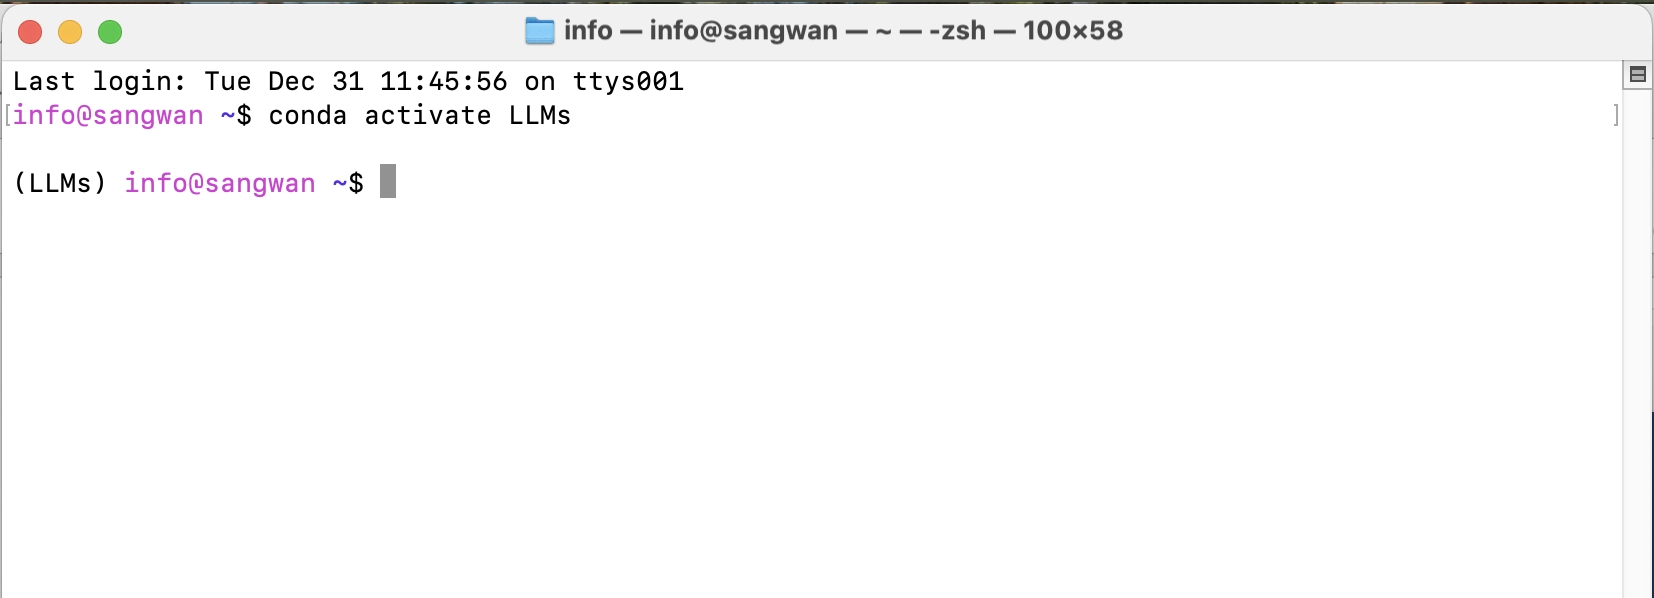 info — info@sangwan — ~ — -zsh — 100×58
Last login: Tue Dec 31 11:45:56 on ttys001
[info@sangwan ~$ conda activate LLMs ]
(LLMs) info@sangwan ~$